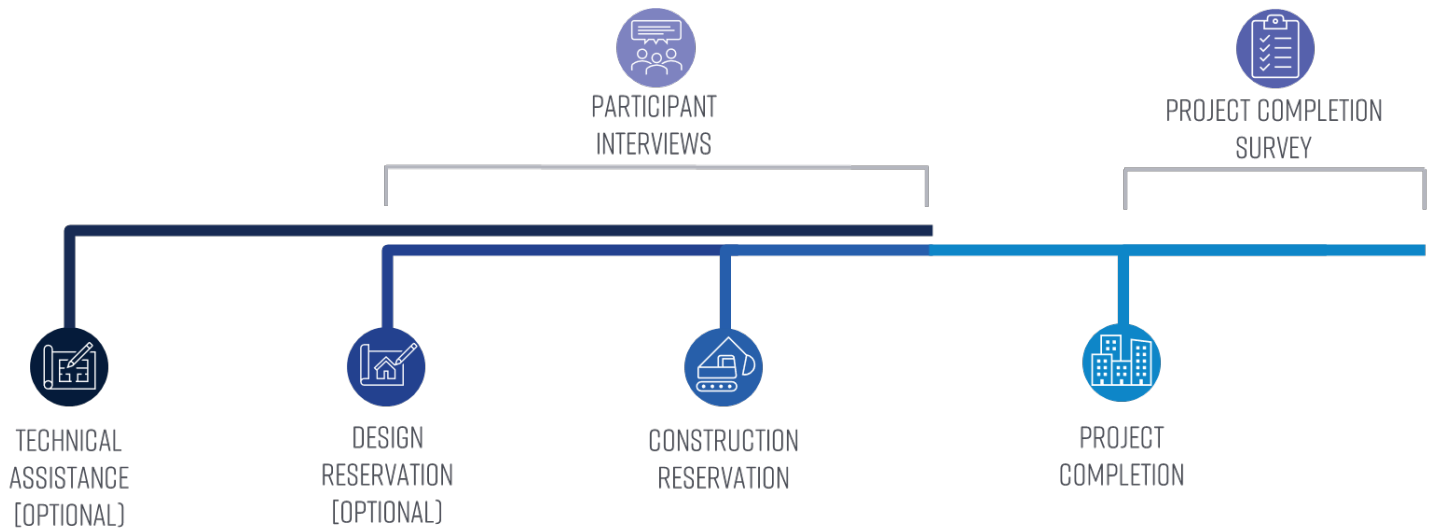 PARTICIPANT
INTERVIEWS
PROJECT COMPLETION
SURVEY
TECHNICAL
ASSISTANCE
(OPTIONAL)
DESIGN
RESERVATION
(OPTIONAL)
CONSTRUCTION
RESERVATION
PROJECT
COMPLETION